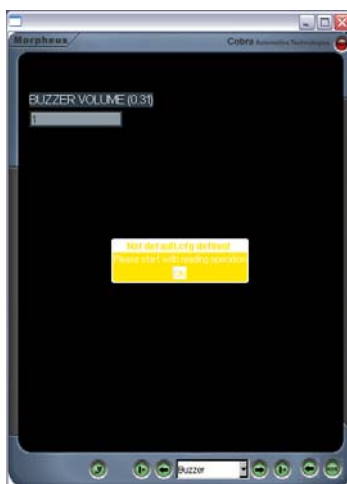 Morpheus
Cobra Automotive Technologies
BUZZER VOLUME (0.31)
1
Not default.cfg defined
Please start with reading operation
Ok
Buzzer